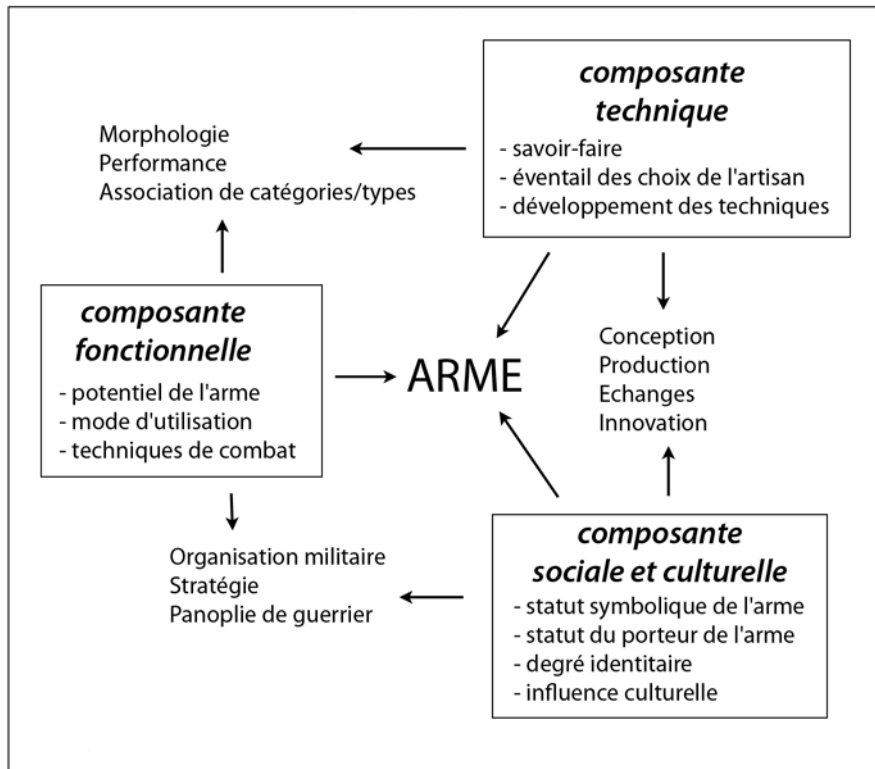 composante
technique
- savoir-faire
- éventail des choix de l'artisan
- développement des techniques
Morphologie
Performance
Association de catégories/types
composante
fonctionnelle
- potentiel de l'arme
- mode d'utilisation
- techniques de combat
ARME
Conception
Production
Echanges
Innovation
Organisation militaire
Stratégie
Panoplie de guerrier
composante
sociale et culturelle
- statut symbolique de l'arme
- statut du porteur de l'arme
- degré identitaire
- influence culturelle